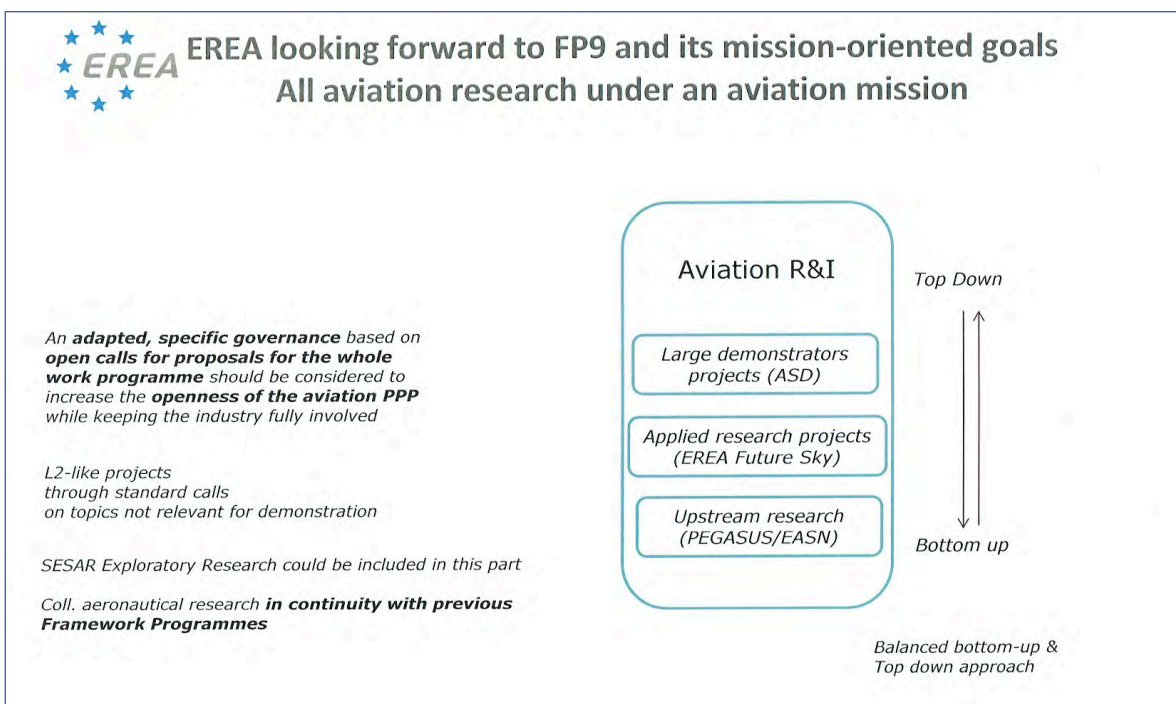 EREA
EREA looking forward to FP9 and its mission-oriented goals
All aviation research under an aviation mission
Aviation R&I
Top Down
Large demonstrators
projects (ASD)
Applied research projects
(EREA Future Sky)
Upstream research
(PEGASUS/EASN)
Bottom up
Balanced bottom-up &
Top down approach
An adapted, specific governance based on
open calls for proposals for the whole
work programme should be considered to
increase the openness of the aviation PPP
while keeping the industry fully involved
L2-like projects
through standard calls
on topics not relevant for demonstration
SESAR Exploratory Research could be included in this part
Coll. aeronautical research in continuity with previous
Framework Programmes